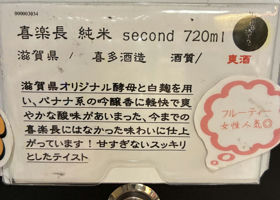 000003034
喜楽長 純米 second 720ml
滋賀県 / 喜多酒造 酒質/ 爽酒
滋賀県オリジナル酵母と白麹を用
い、バナナ系の吟醸香に軽快で爽
やかな酸味があいまった、今までの
喜楽長にはなかった味わいに仕上
がっています！甘すぎないスッキリ
としたテイスト
フルーティー
女性人気◎